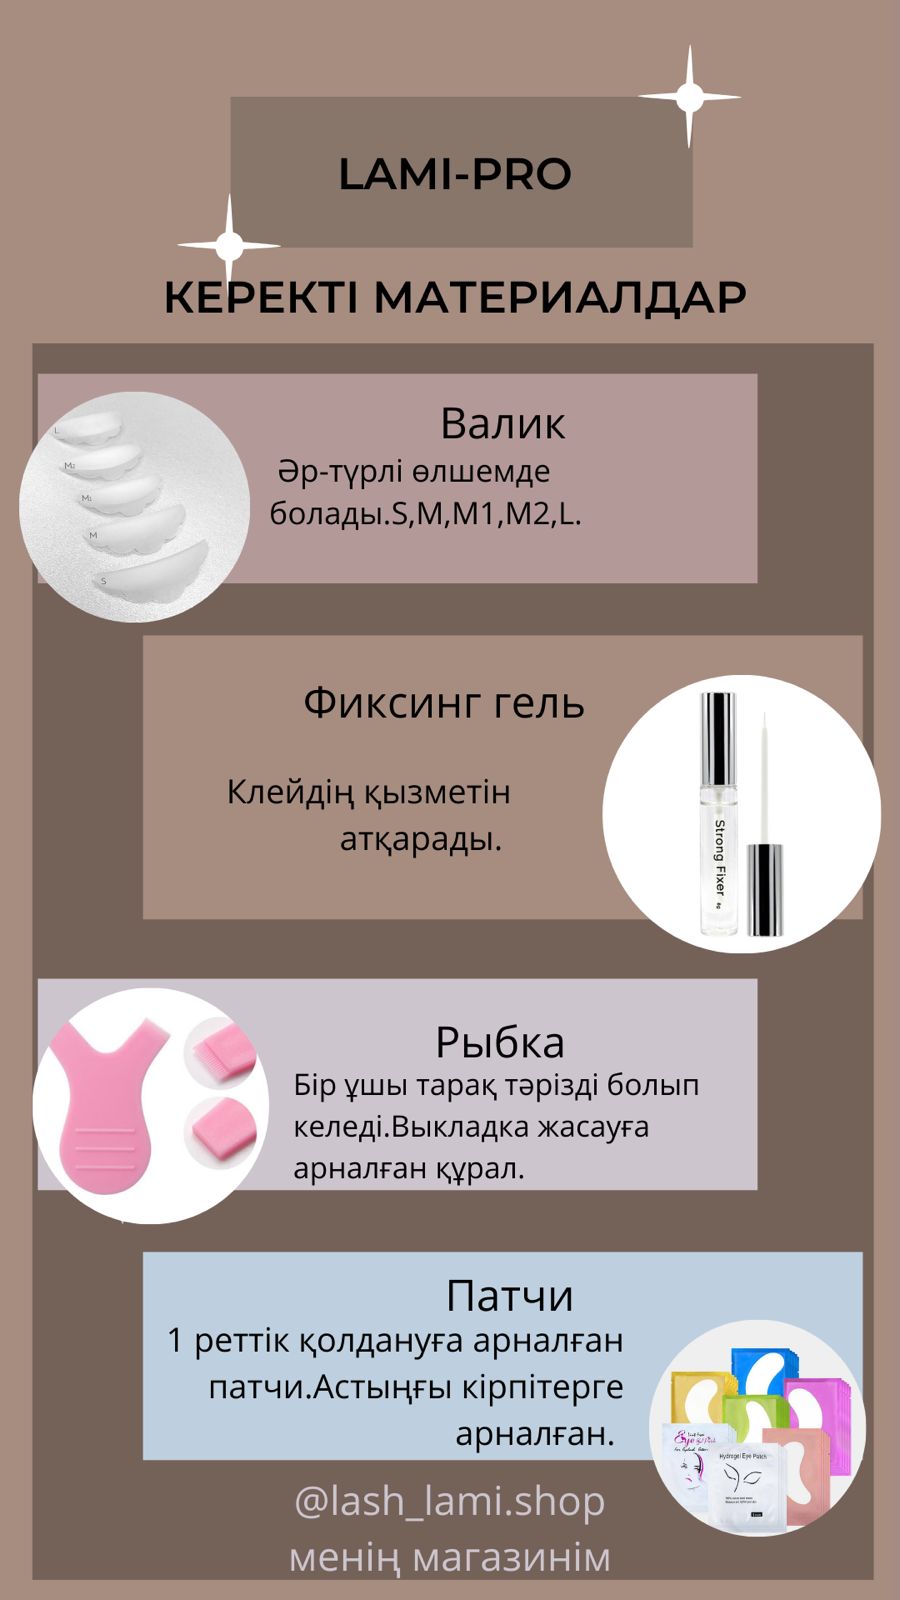 LAMI-PRO
КЕРЕКТІ МАТЕРИАЛДАР
Валик
Әр-түрлі өлшемде
болады.S,M,M1,M2,L.
L
M2
M1
M
S
Фиксинг гель
Клейдің қызметін
атқарады.
Strong Fixer 8g
Рыбка
Бір ұшы тарақ тәрізді болып
келеді.Выкладка жасауға
арналған құрал.
Патчи
1 реттік қолдануға арналған
патчи.Астыңғы кірпітерге
арналған.
Hydrogel Eye Patch
@lash_lami.shop
менің магазинім